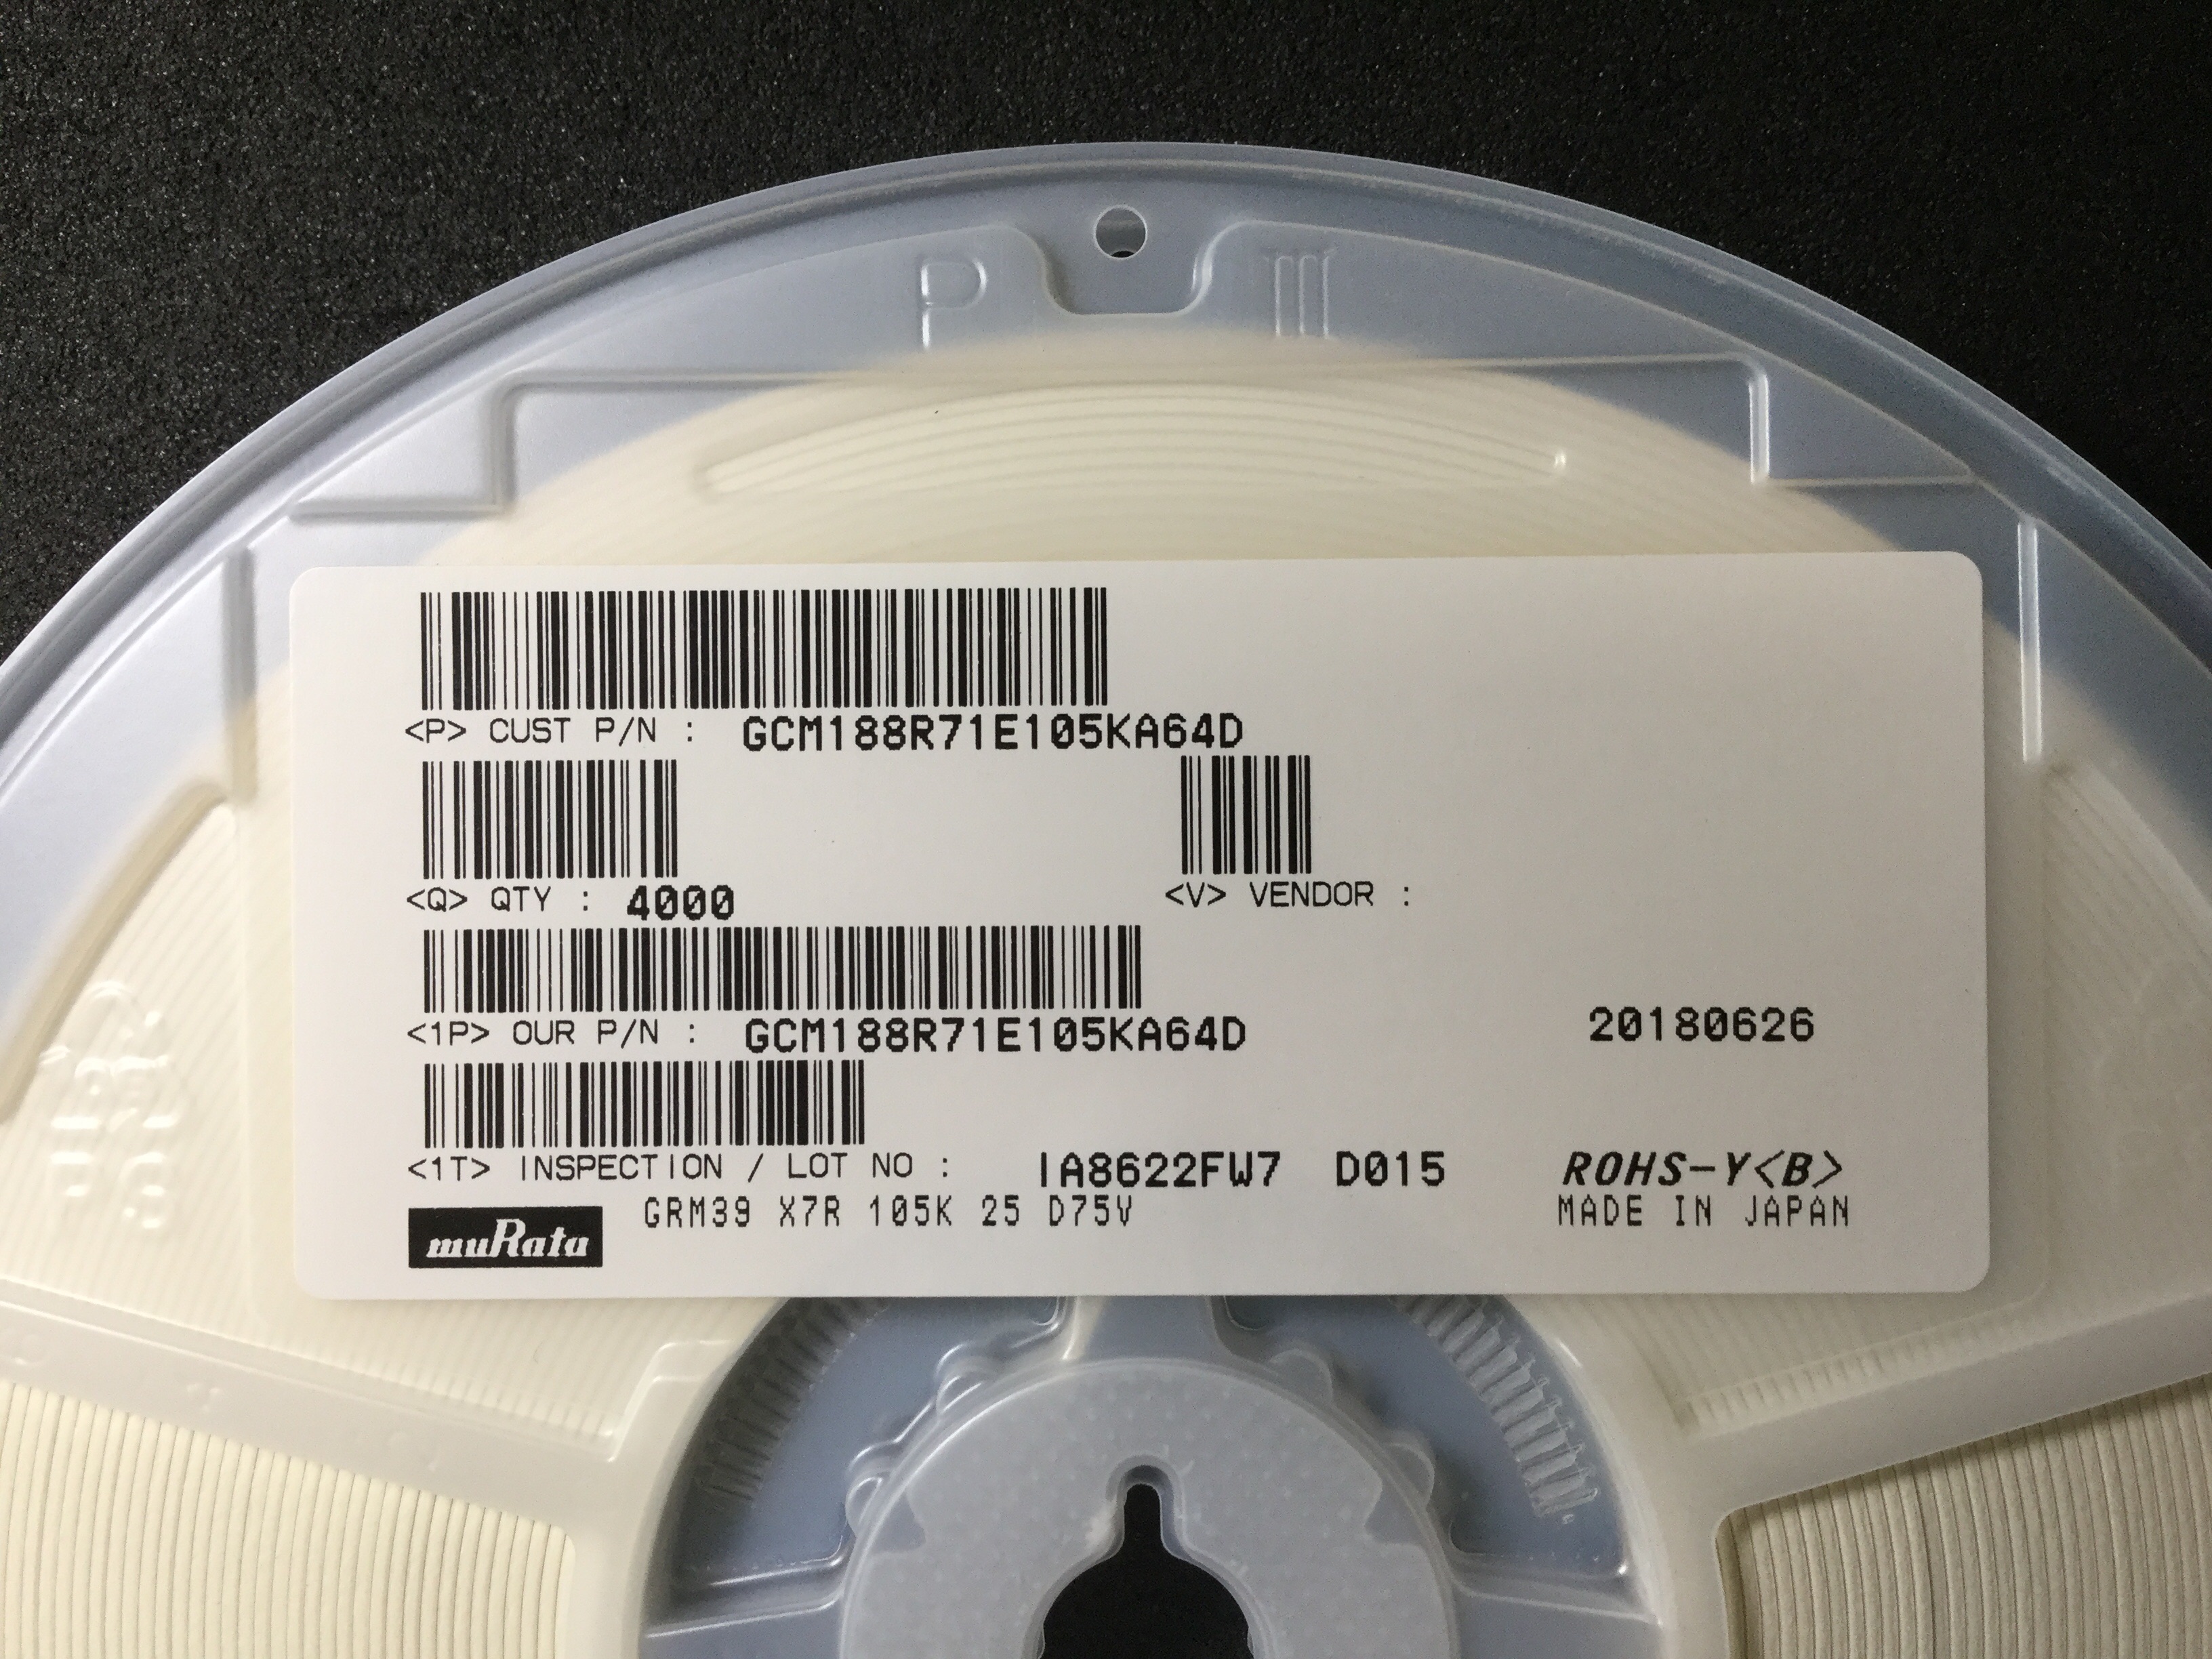 P
<P> CUST P/N : GCM188R71E105KA64D
<Q> QTY : 4000 <V> VENDOR :
<1P> OUR P/N : GCM188R71E105KA64D 20180626
<1T> INSPECTION / LOT NO : IA8622FW7 D015 ROHS-Y<B>
muRata GRM39 X7R 105K 25 D75V MADE IN JAPAN